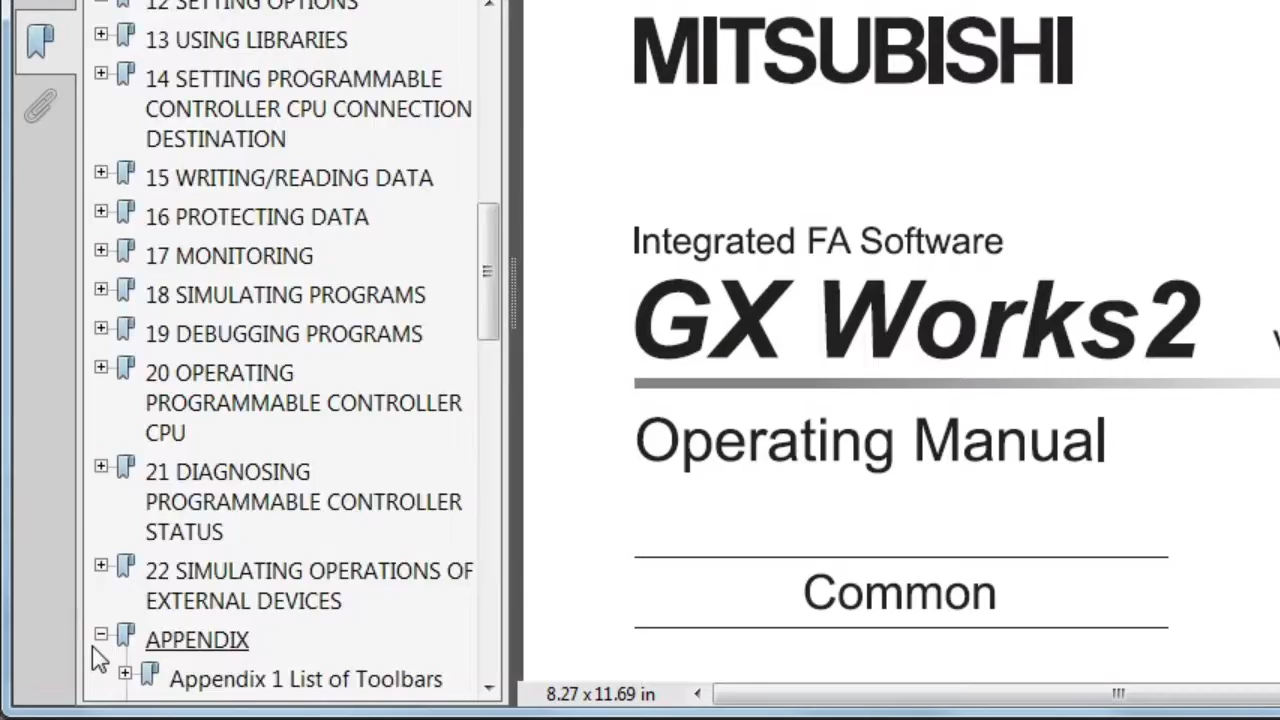 12 SETTING OPTIONS
13 USING LIBRARIES
14 SETTING PROGRAMMABLE
CONTROLLER CPU CONNECTION
DESTINATION
15 WRITING/READING DATA
16 PROTECTING DATA
17 MONITORING
18 SIMULATING PROGRAMS
19 DEBUGGING PROGRAMS
20 OPERATING
PROGRAMMABLE CONTROLLER
CPU
21 DIAGNOSING
PROGRAMMABLE CONTROLLER
STATUS
22 SIMULATING OPERATIONS OF
EXTERNAL DEVICES
APPENDIX
Appendix 1 List of Toolbars
MITSUBISHI
Integrated FA Software
GX Works2
Operating Manual
Common
8.27 x 11.69 in